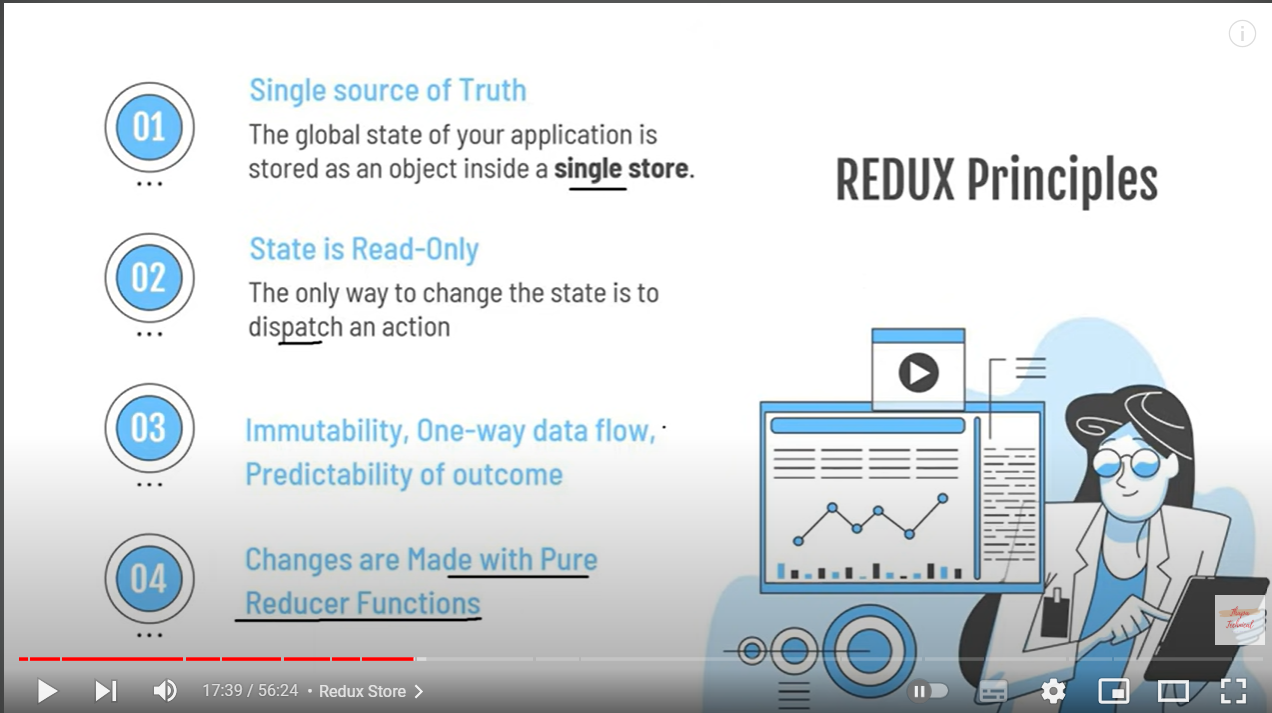 01
Single source of Truth
The global state of your application is
stored as an object inside a single store.
REDUX Principles
02
State is Read-Only
The only way to change the state is to
dispatch an action
03
Immutability, One-way data flow,
Predictability of outcome
04
Changes are Made with Pure
Reducer Functions
17:39 / 56:24 • Redux Store